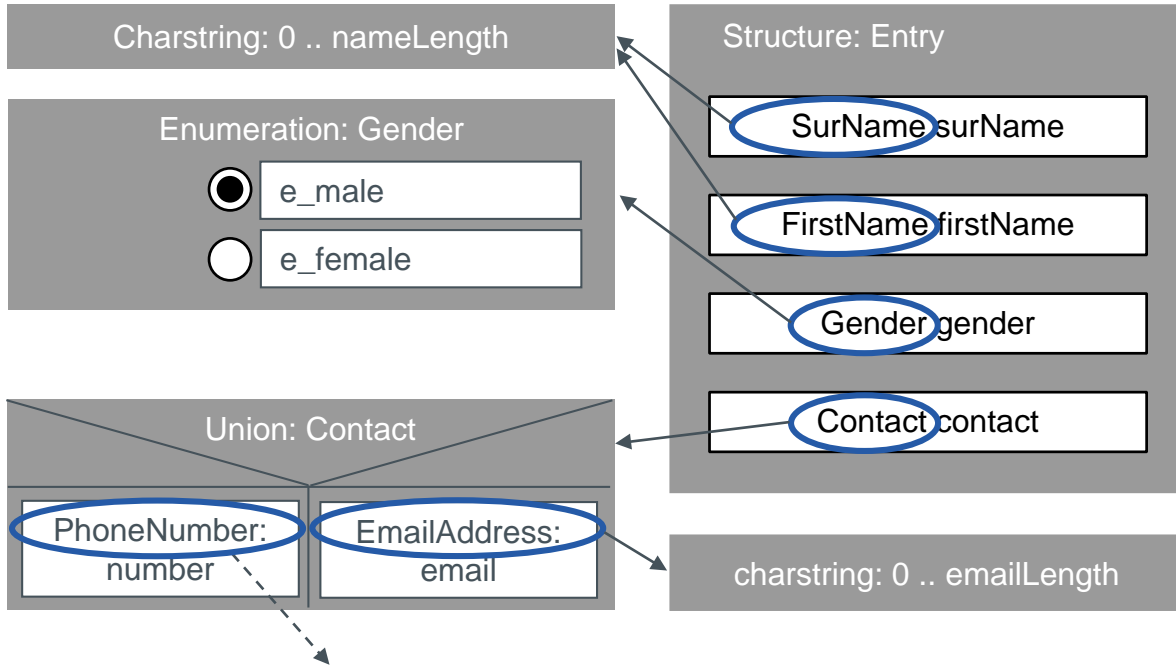 Charstring: 0 .. nameLength
Enumeration: Gender
e_male
e_female
Structure: Entry
SurName surName
FirstName firstName
Gender gender
Contact contact
Union: Contact
PhoneNumber:
number
EmailAddress:
email
charstring: 0 .. emailLength